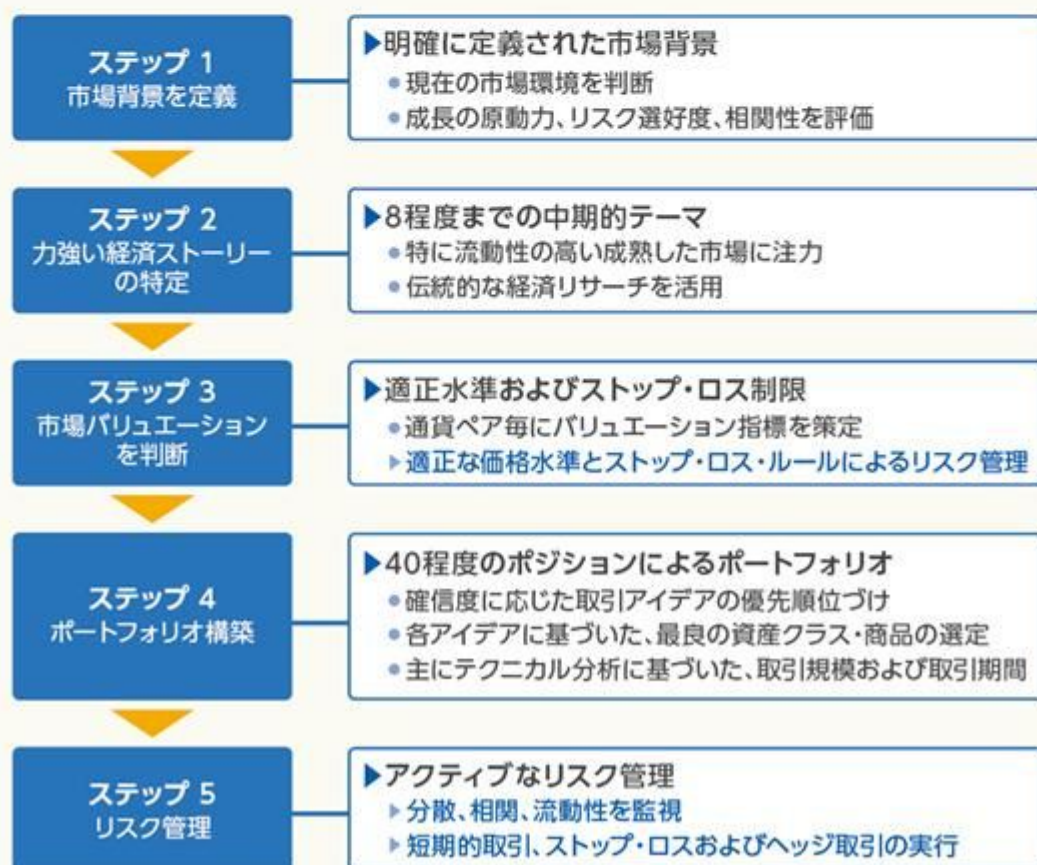 ステップ 1
市場背景を定義
▶明確に定義された市場背景
●現在の市場環境を判断
●成長の原動力、リスク選好度、相関性を評価
ステップ 2
力強い経済ストーリー
の特定
▶8程度までの中期的テーマ
●特に流動性の高い成熟した市場に注力
●伝統的な経済リサーチを活用
ステップ 3
市場バリュエーション
を判断
▶適正水準およびストップ・ロス制限
●通貨ペア毎にバリュエーション指標を策定
▶適正な価格水準とストップ・ロス・ルールによるリスク管理
ステップ 4
ポートフォリオ構築
▶40程度のポジションによるポートフォリオ
●確信度に応じた取引アイデアの優先順位づけ
●各アイデアに基づいた、最良の資産クラス・商品の選定
●主にテクニカル分析に基づいた、取引規模および取引期間
ステップ 5
リスク管理
▶アクティブなリスク管理
▶分散、相関、流動性を監視
▶短期的取引、ストップ・ロスおよびヘッジ取引の実行